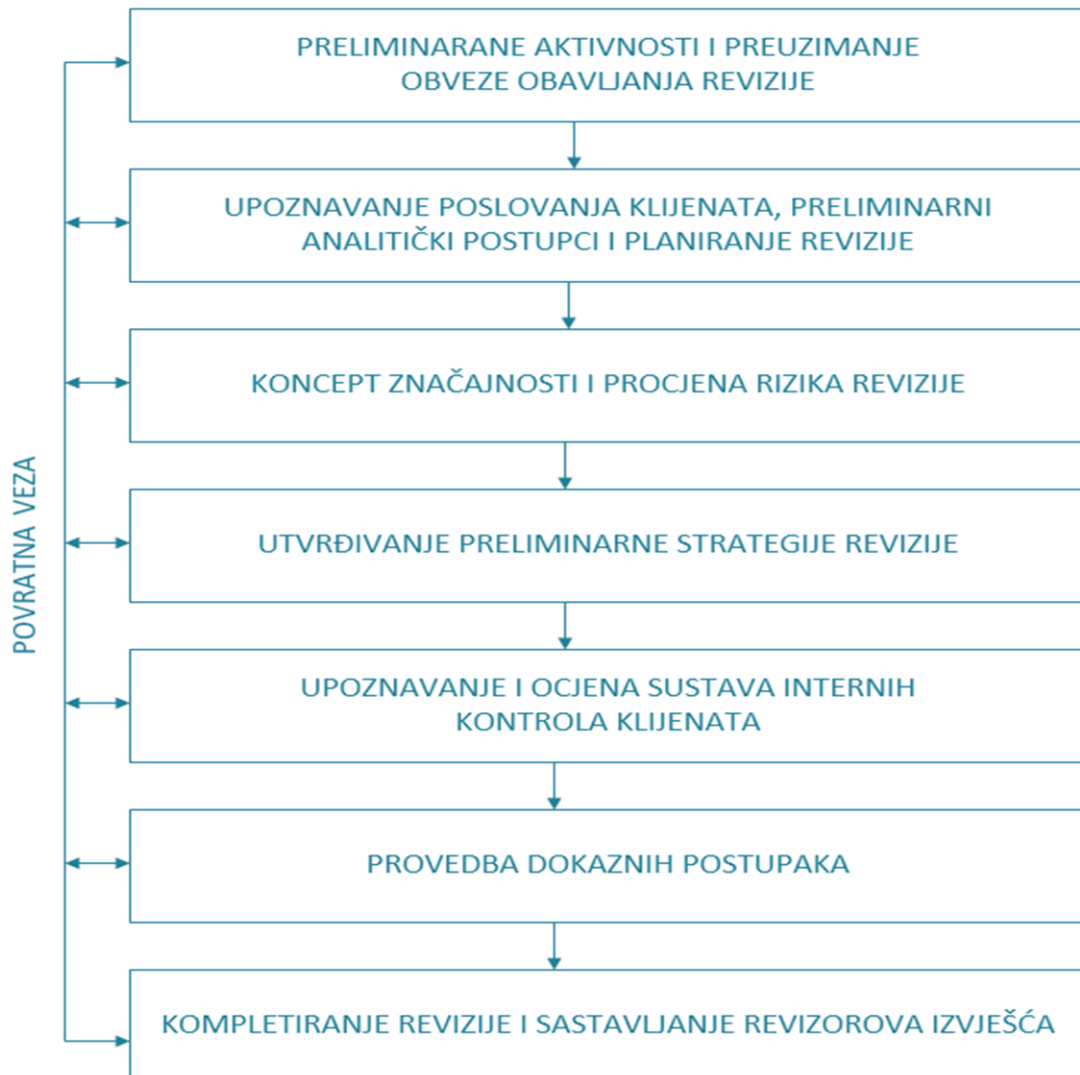 PRELIMINARANE AKTIVNOSTI I PREUZIMANJE
OBVEZE OBAVLJANJA REVIZIJE
UPOZNAVANJE POSLOVANJA KLIJENATA, PRELIMINARNI
ANALITIČKI POSTUPCI I PLANIRANJE REVIZIJE
KONCEPT ZNAČAJNOSTI I PROCJENA RIZIKA REVIZIJE
POVRATNA VEZA
UTVRĐIVANJE PRELIMINARNE STRATEGIJE REVIZIJE
UPOZNAVANJE I OCJENA SUSTAVA INTERNIH
KONTROLA KLIJENATA
PROVEDBA DOKAZNIH POSTUPAKA
KOMPLETIRANJE REVIZIJE I SASTAVLJANJE REVIZOROVA IZVJEŠĆA